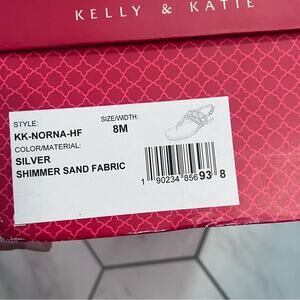 KELLY & KATIE
STYLE: SIZE/WIDTH:
KK-NORNA-HF 8M
COLOR/MATERIAL:
SILVER
SHIMMER SAND FABRIC
1 90234 85693 8